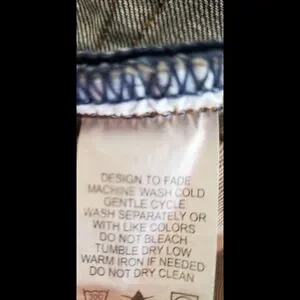 DESIGN TO FADE
MACHINE WASH COLD
GENTLE CYCLE
WASH SEPARATELY OR
WITH LIKE COLORS
DO NOT BLEACH
TUMBLE DRY LOW
WARM IRON IF NEEDED
DO NOT DRY CLEAN